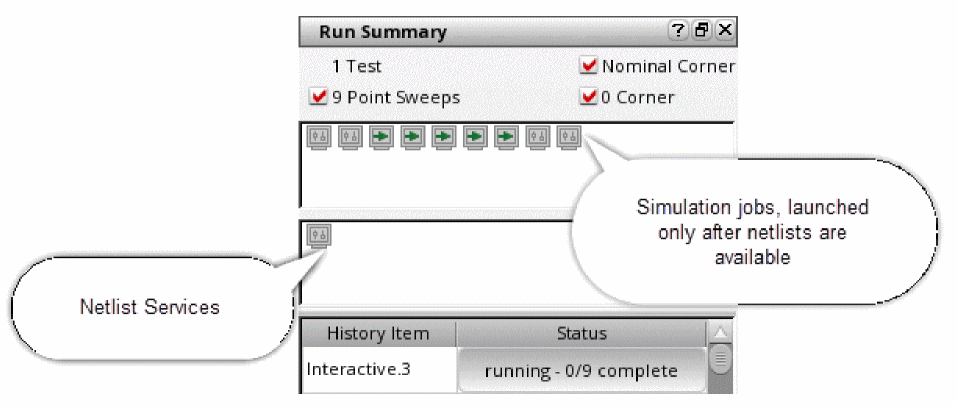 Run Summary
1 Test
Nominal Corner
9 Point Sweeps
0 Corner
Simulation jobs, launched
only after netlists are
available
Netlist Services
History Item
Status
Interactive.3
running - 0/9 complete